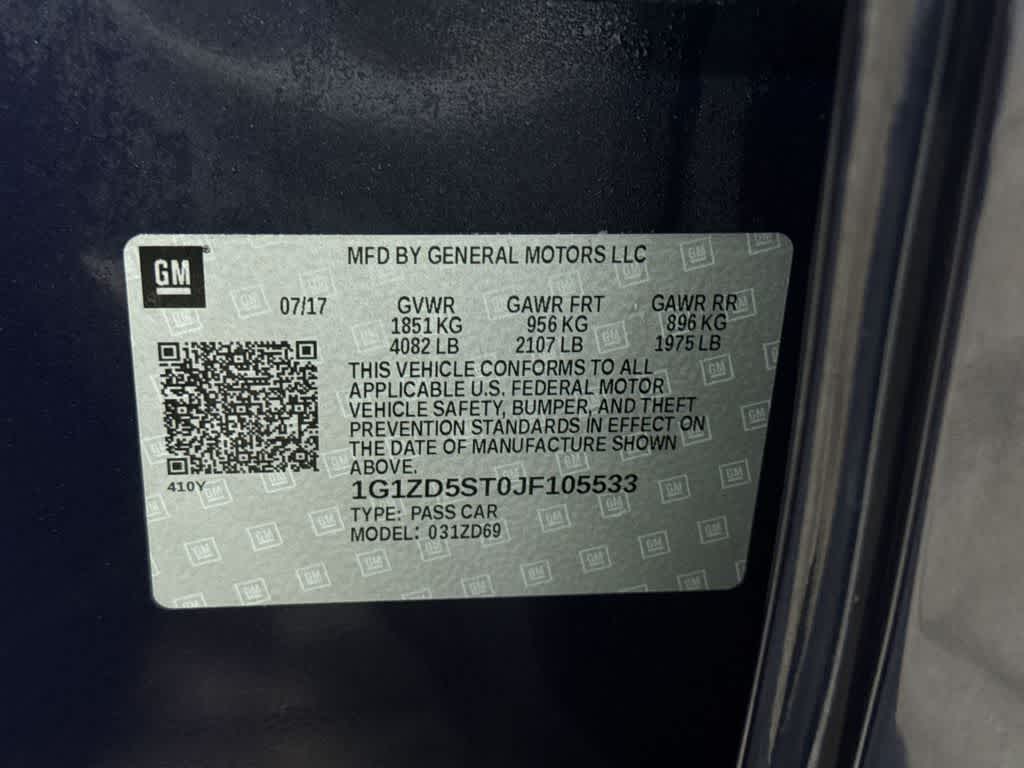 GM
MFD BY GENERAL MOTORS LLC
07/17 GVWR GAWR FRT GAWR RR
1851 KG 956 KG 896 KG
4082 LB 2107 LB 1975 LB
THIS VEHICLE CONFORMS TO ALL
APPLICABLE U.S. FEDERAL MOTOR
VEHICLE SAFETY, BUMPER, AND THEFT
PREVENTION STANDARDS IN EFFECT ON
THE DATE OF MANUFACTURE SHOWN
ABOVE.
410Y
1G1ZD5ST0JF105533
TYPE: PASS CAR
MODEL: 031ZD69